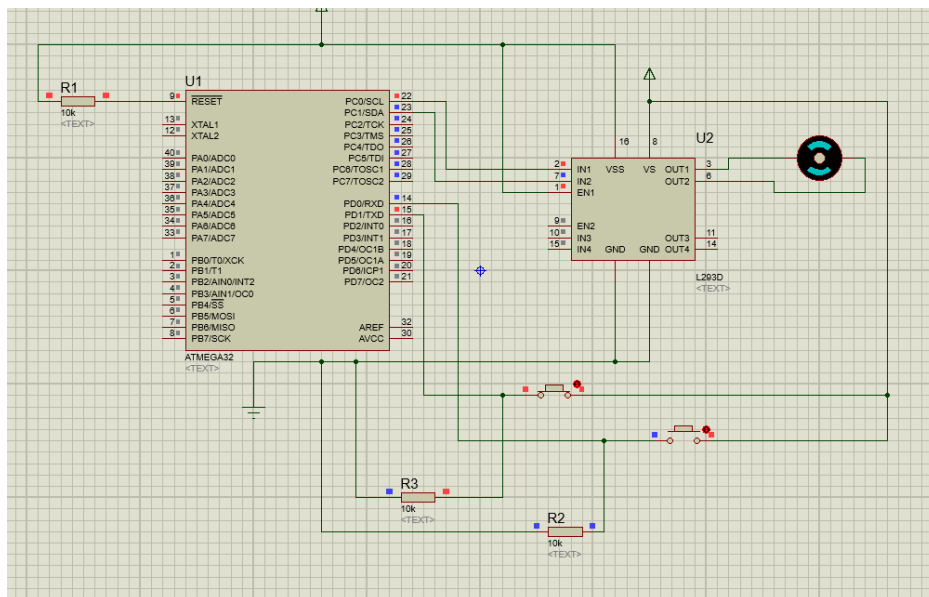 R1
10k
<TEXT>
U1
9 RESET
13 XTAL1
12 XTAL2
40 PA0/ADC0
39 PA1/ADC1
38 PA2/ADC2
37 PA3/ADC3
36 PA4/ADC4
35 PA5/ADC5
34 PA6/ADC6
33 PA7/ADC7
1 PB0/T0/XCK
2 PB1/T1
3 PB2/AIN0/INT2
4 PB3/AIN1/OC0
5 PB4/SS
6 PB5/MOSI
7 PB6/MISO
8 PB7/SCK
PC0/SCL 22
PC1/SDA 23
PC2/TCK 24
PC3/TMS 25
PC4/TDO 26
PC5/TDI 27
PC6/TOSC1 28
PC7/TOSC2 29
PD0/RXD 14
PD1/TXD 15
PD2/INT0 16
PD3/INT1 17
PD4/OC1B 18
PD5/OC1A 19
PD6/ICP1 20
PD7/OC2 21
AREF 32
AVCC 30
ATMEGA32
<TEXT>
U2
16 8
2 IN1 VSS VS OUT1 3
7 IN2 OUT2 6
1 EN1
9 EN2
10 IN3 OUT3 11
15 IN4 GND GND OUT4 14
L293D
<TEXT>
R3
10k
<TEXT>
R2
10k
<TEXT>